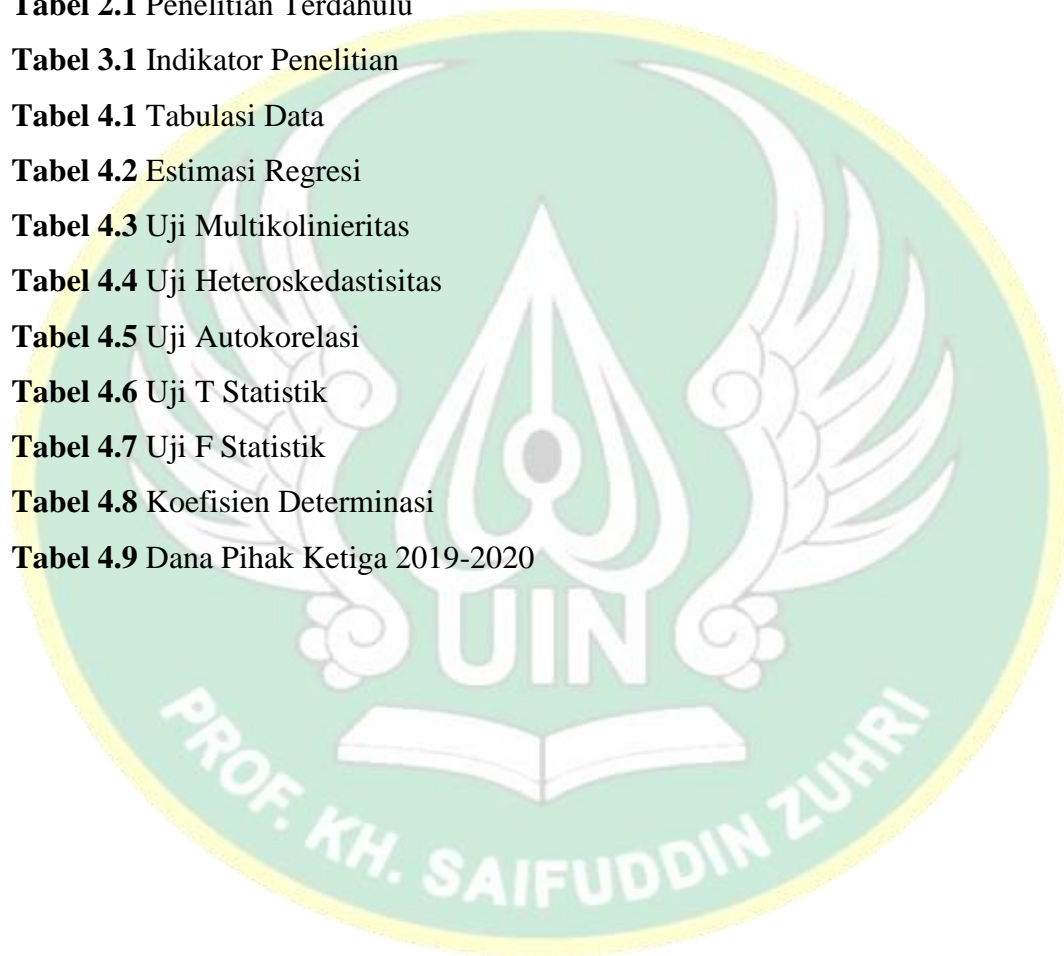 Tabel 2.1 Penelitian Terdahulu
Tabel 3.1 Indikator Penelitian
Tabel 4.1 Tabulasi Data
Tabel 4.2 Estimasi Regresi
Tabel 4.3 Uji Multikolinieritas
Tabel 4.4 Uji Heteroskedastisitas
Tabel 4.5 Uji Autokorelasi
Tabel 4.6 Uji T Statistik
Tabel 4.7 Uji F Statistik
Tabel 4.8 Koefisien Determinasi
Tabel 4.9 Dana Pihak Ketiga 2019-2020
UIN
PROF. KH. SAIFUDDIN ZUHRI